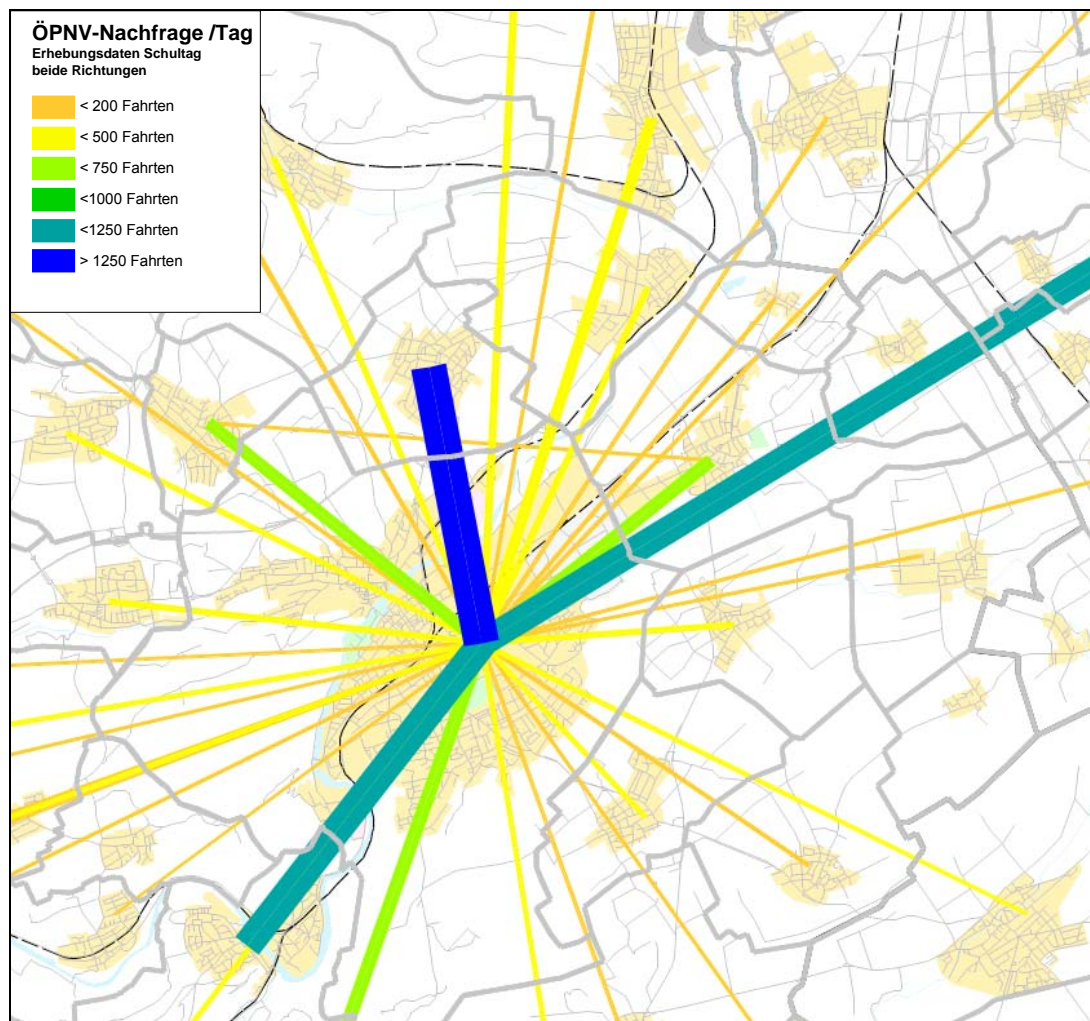 ÖPNV-Nachfrage /Tag
Erhebungsdaten Schultag
beide Richtungen
< 200 Fahrten
< 500 Fahrten
< 750 Fahrten
<1000 Fahrten
<1250 Fahrten
> 1250 Fahrten